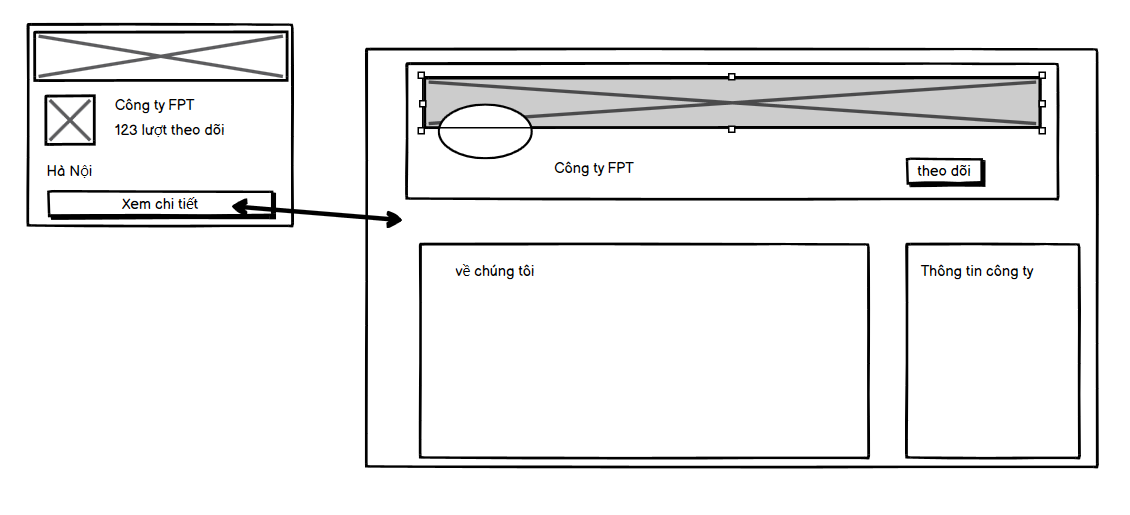 Công ty FPT
123 lượt theo dõi
Hà Nội
Xem chi tiết
Công ty FPT
theo dõi
về chúng tôi
Thông tin công ty